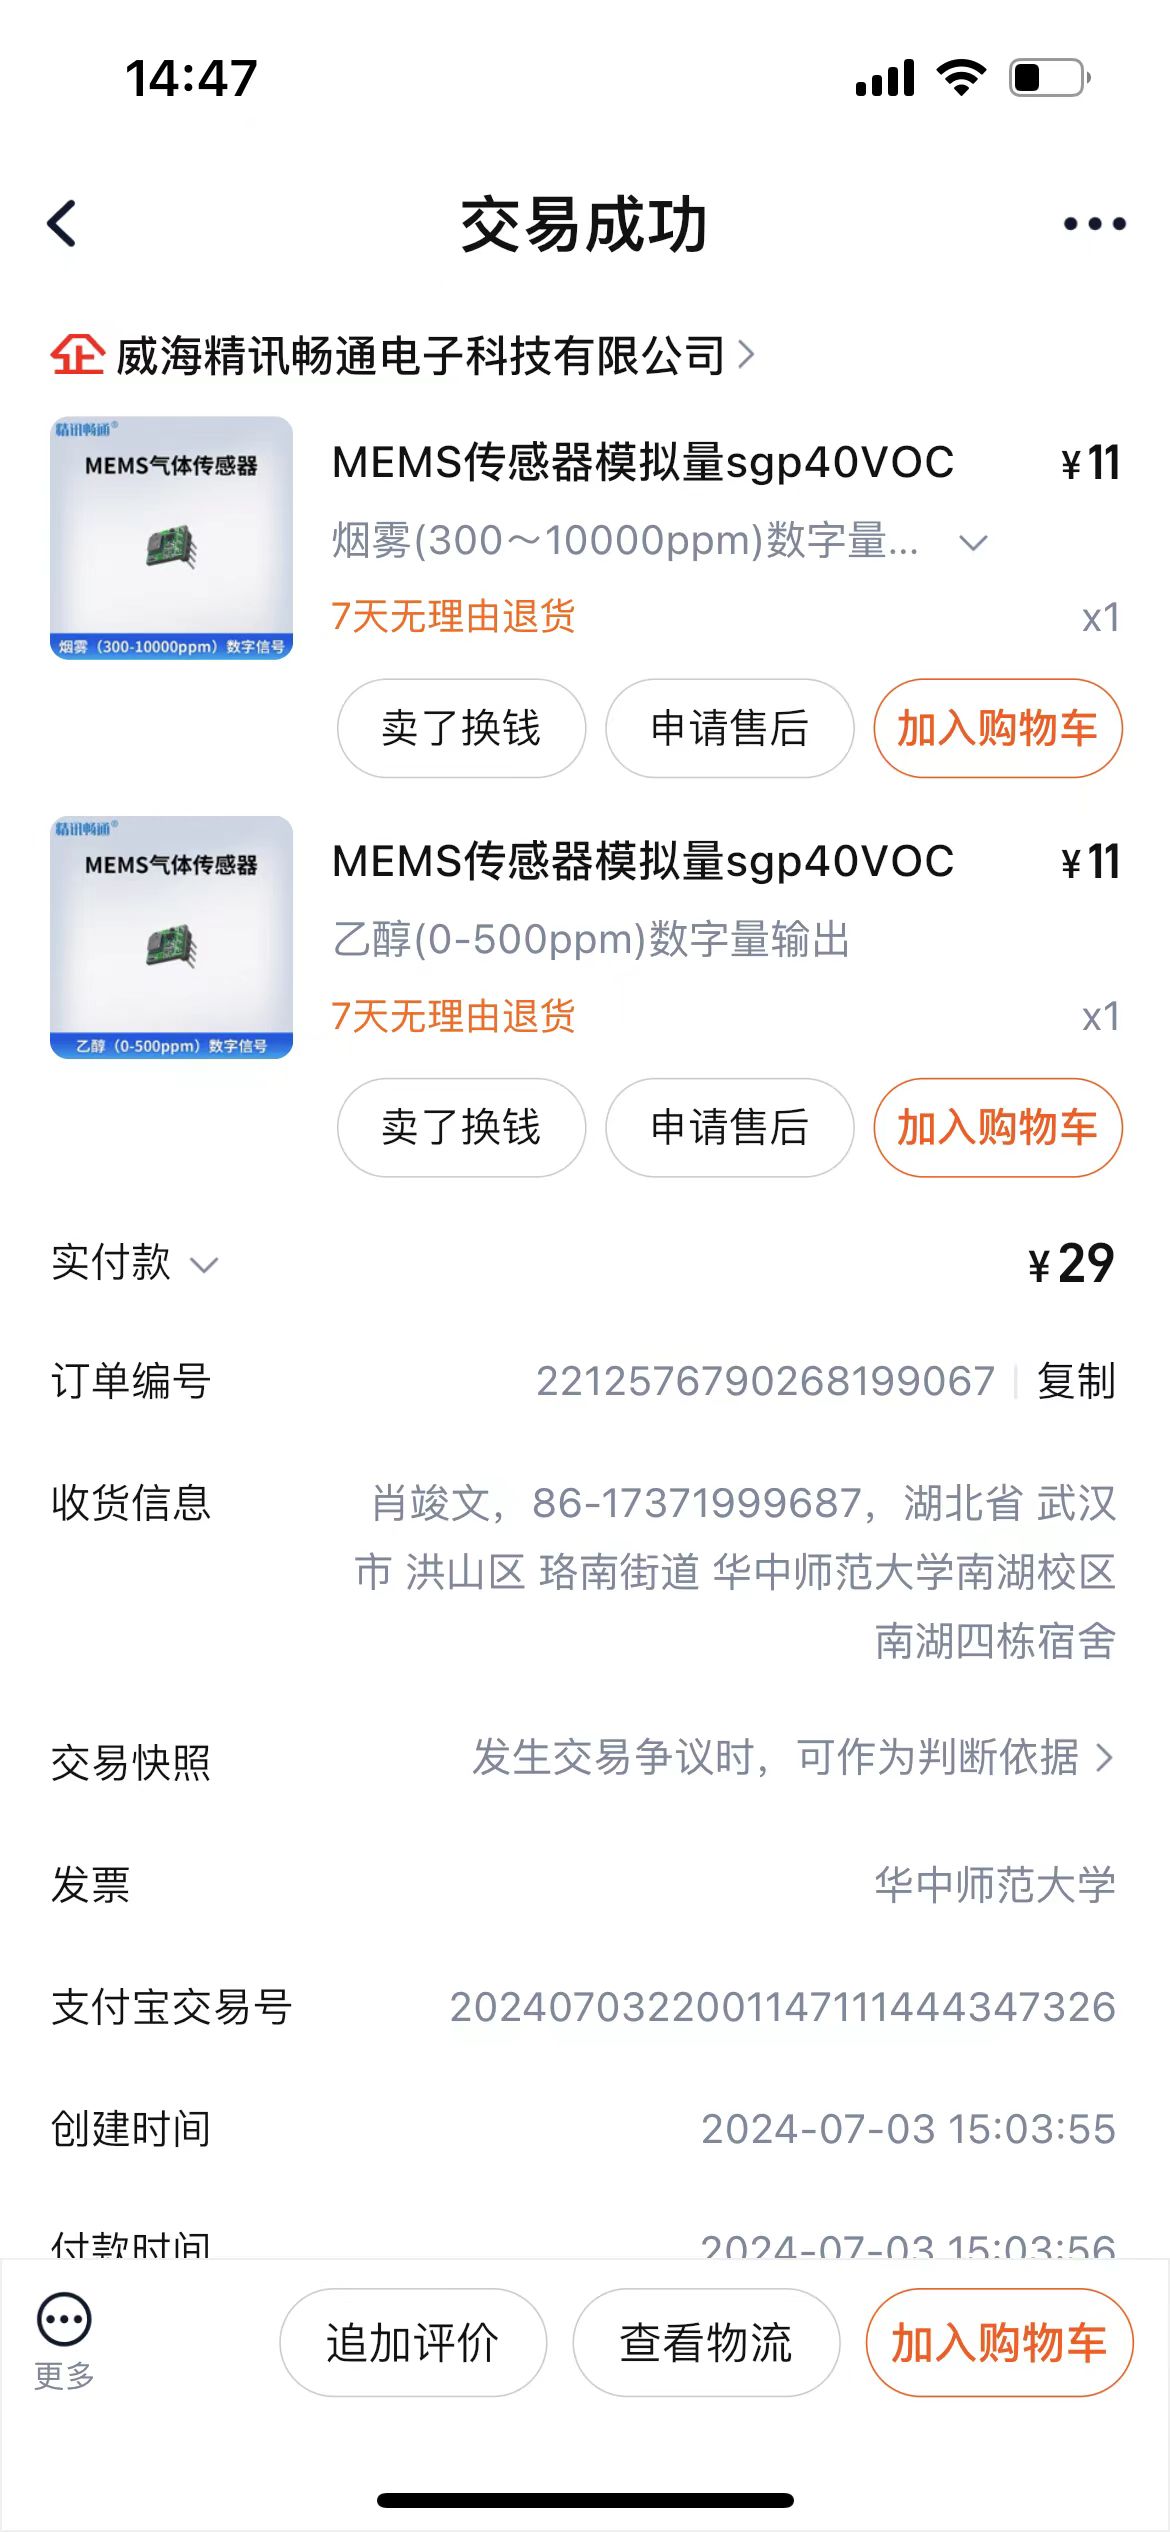 14:47
交易成功
企 威海精讯畅通电子科技有限公司
精讯畅通®
MEMS气体传感器
烟雾（300-10000ppm）数字信号
MEMS传感器模拟量sgp40VOC ¥11
烟雾(300～10000ppm)数字量...
7天无理由退货 x1
卖了换钱 申请售后 加入购物车
精讯畅通®
MEMS气体传感器
乙醇（0-500ppm）数字信号
MEMS传感器模拟量sgp40VOC ¥11
乙醇(0-500ppm)数字量输出
7天无理由退货 x1
卖了换钱 申请售后 加入购物车
实付款 ¥29
订单编号 2212576790268199067 复制
收货信息 肖竣文，86-17371999687，湖北省 武汉
市 洪山区 珞南街道 华中师范大学南湖校区
南湖四栋宿舍
交易快照 发生交易争议时，可作为判断依据
发票 华中师范大学
支付宝交易号 2024070322001147111444347326
创建时间 2024-07-03 15:03:55
付款时间 2024-07-03 15:03:56
更多 追加评价 查看物流 加入购物车